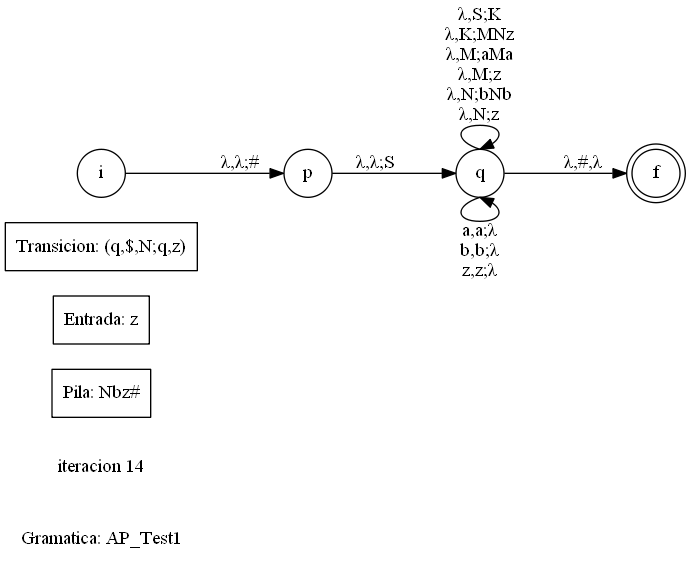 λ,S;K
λ,K;MNz
λ,M;aMa
λ,M;z
λ,N;bNb
λ,N;z
i
λ,λ;#
p
λ,λ;S
q
λ,#,λ
f
a,a;λ
b,b;λ
z,z;λ
Transicion: (q,$,N;q,z)
Entrada: z
Pila: Nbz#
iteracion 14
Gramatica: AP_Test1